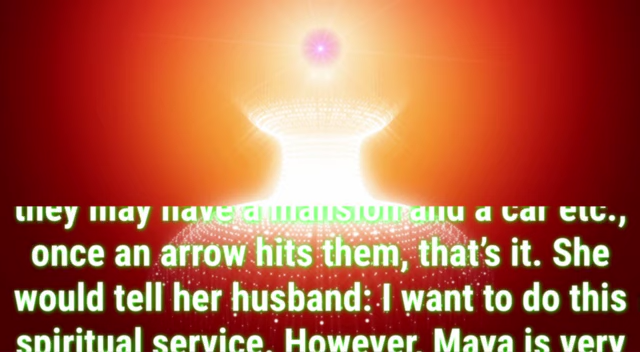 they may have a mansion and a car etc.,
once an arrow hits them, that's it. She
would tell her husband: I want to do this
spiritual service. However, Maya is very